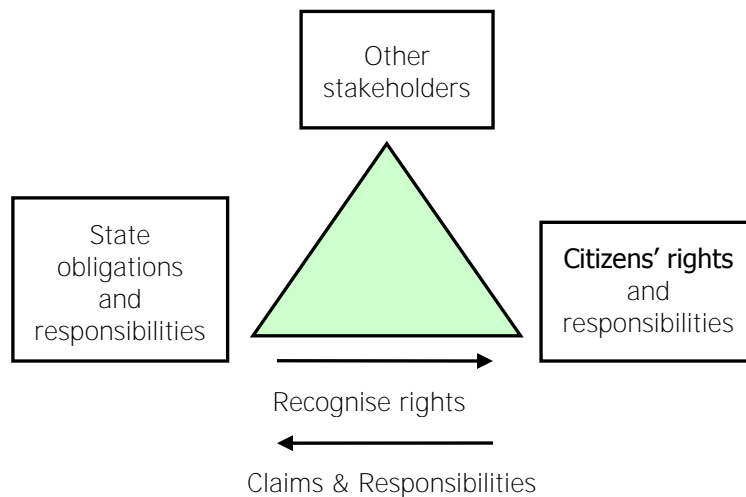 Other
stakeholders
State
obligations
and
responsibilities
Citizens’ rights
and
responsibilities
Recognise rights
Claims & Responsibilities